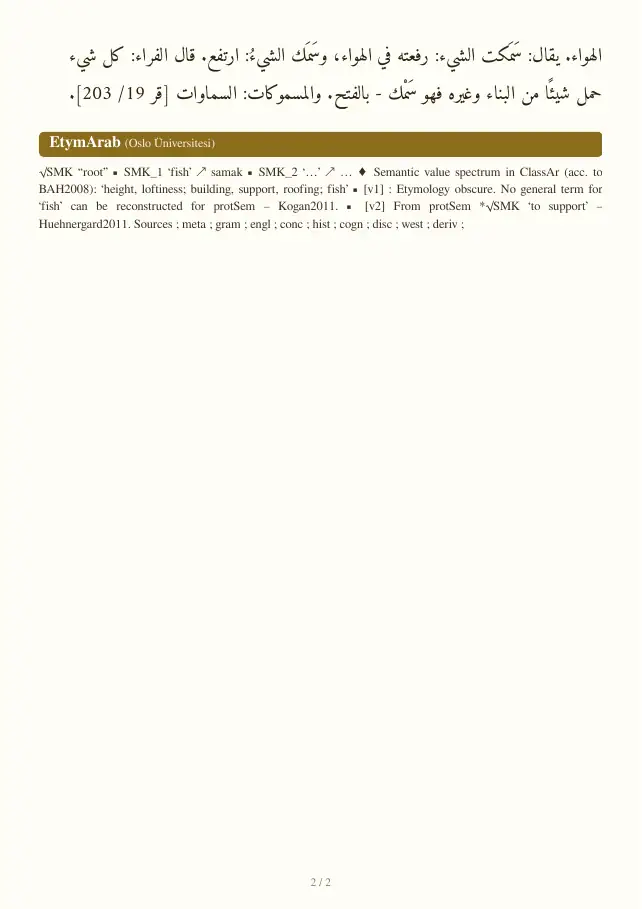 الهواء. يقال: سَمَكت الشيء: رفعته في الهواء، وسَمَك الشيءُ: ارتفع. قال الفراء: كل شيء
حمل شيئًا من البناء وغيره فهو سَمْك - بالفتح. والمسموكات: السماوات [قر 19/ 203].
EtymArab (Oslo Üniversitesi)
√SMK “root” ▪ SMK_1 ‘fish’ ↗ samak ▪ SMK_2 ‘…’ ↗ … ♦ Semantic value spectrum in ClassAr (acc. to
BAH2008): ‘height, loftiness; building, support, roofing; fish’ ▪ [v1] : Etymology obscure. No general term for
‘fish’ can be reconstructed for protSem – Kogan2011. ▪ [v2] From protSem *√SMK ‘to support’ –
Huehnergard2011. Sources ; meta ; gram ; engl ; conc ; hist ; cogn ; disc ; west ; deriv ;
2 / 2